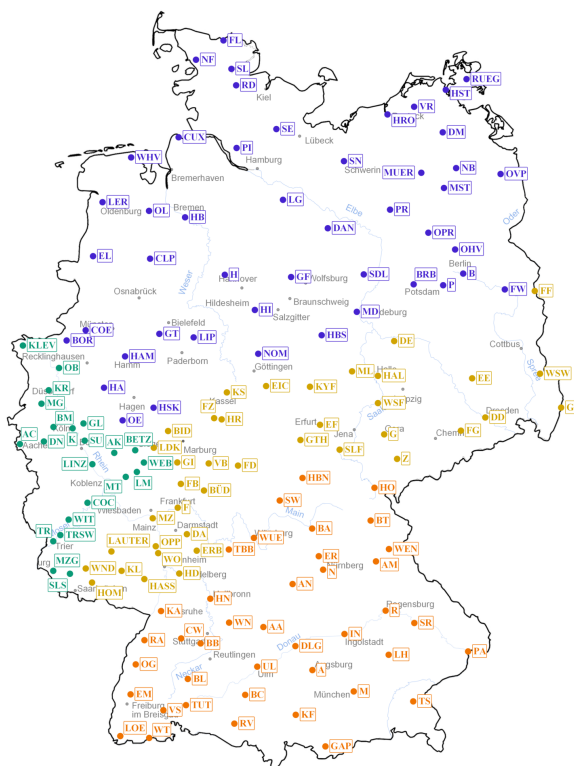 FL
NF
SL
RUEG
RD
HST
Kiel
VR
HRO
SE
DM
CUX
Lübeck
PI
WHV
SN
NB
Hamburg
Schwerin
MUER
OVP
Bremerhaven
MST
LER
LG
OL
Oldenburg
Bremen
HB
Elbe
PR
Oder
DAN
OPR
OHV
EL
CLP
Berlin
H
GF
Wolfsburg
SDL
BRB
B
Potsdam
P
FW
FF
Osnabrück
Weser
Braunschweig
Hildesheim
HI
Salzgitter
MD
COE
Bielefeld
GT
LIP
HBS
DE
KLEV
BOR
Cottbus
Recklinghausen
HAM
Paderborn
NOM
Hamm
Göttingen
OB
ML
HAL
Spree
WSW
EE
KR
HA
KS
EIC
KYF
MG
Hagen
FZ
WSF
HSK
BM
GL
OE
HR
Erfurt
EF
DD
Dresden
AC
DN
K
SU
AK
BETZ
BID
GTH
Jena
G
FG
Aachen
LDK
Marburg
SLF
Z
LINZ
Rhein
WEB
GI
VB
FD
Koblenz
MT
LM
FB
BÜD
HBN
HO
COC
Wiesbaden
Frankfurt
F
SW
Main
WIT
Mainz
MZ
BT
TR
TRSW
Darmstadt
BA
Trier
LAUTER
OPP
DA
WUE
WO
ERB
TBB
WEN
ER
AM
MZG
WND
KL
HD
N
Nürnberg
SLS
HOM
HASS
AN
HN
KA
WN
AA
R
Regensburg
CW
SR
RA
Stuttgart
BB
IN
Donau
DLG
Ingolstadt
Reutlingen
LH
PA
OG
UL
Ulm
A
Augsburg
Neckar
BL
EM
BC
München
M
Freiburg
im Breisgau
VS
TUT
TS
KF
RV
LOE
WT
GAP